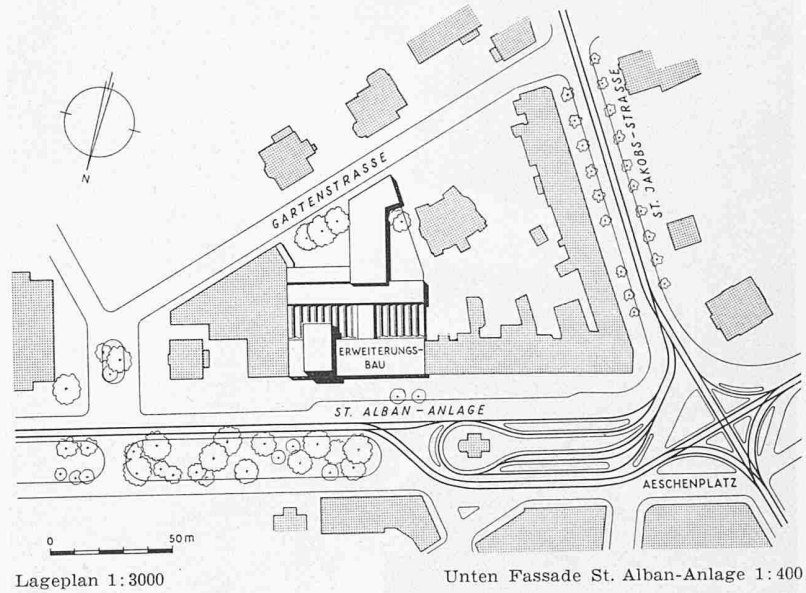 ST. JAKOBS-STRASSE
N
GARTENSTRASSE
ERWEITERUNGS-
BAU
ST. ALBAN-ANLAGE
AESCHENPLATZ
0 50 m
Lageplan 1:3000
Unten Fassade St. Alban-Anlage 1:400